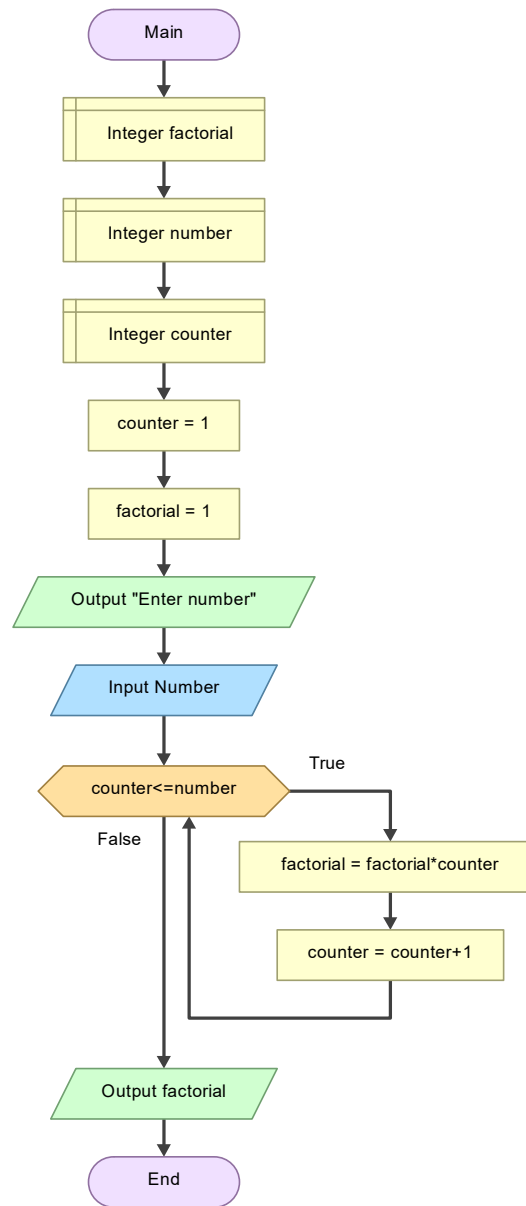 Main
Integer factorial
Integer number
Integer counter
counter = 1
factorial = 1
Output "Enter number"
Input Number
counter<=number
True
False
factorial = factorial*counter
counter = counter+1
Output factorial
End